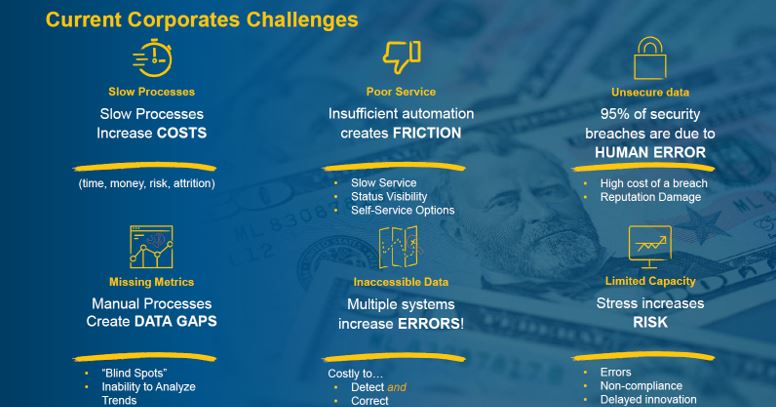 Current Corporates Challenges
Slow Processes
Slow Processes
Increase COSTS
(time, money, risk, attrition)
Poor Service
Insufficient automation
creates FRICTION
• Slow Service
• Status Visibility
• Self-Service Options
Unsecure data
95% of security
breaches are due to
HUMAN ERROR
• High cost of a breach
• Reputation Damage
Missing Metrics
Manual Processes
Create DATA GAPS
• "Blind Spots"
• Inability to Analyze
Trends
Inaccessible Data
Multiple systems
increase ERRORS!
Costly to…
• Detect and
• Correct
Limited Capacity
Stress increases
RISK
• Errors
• Non-compliance
• Delayed innovation